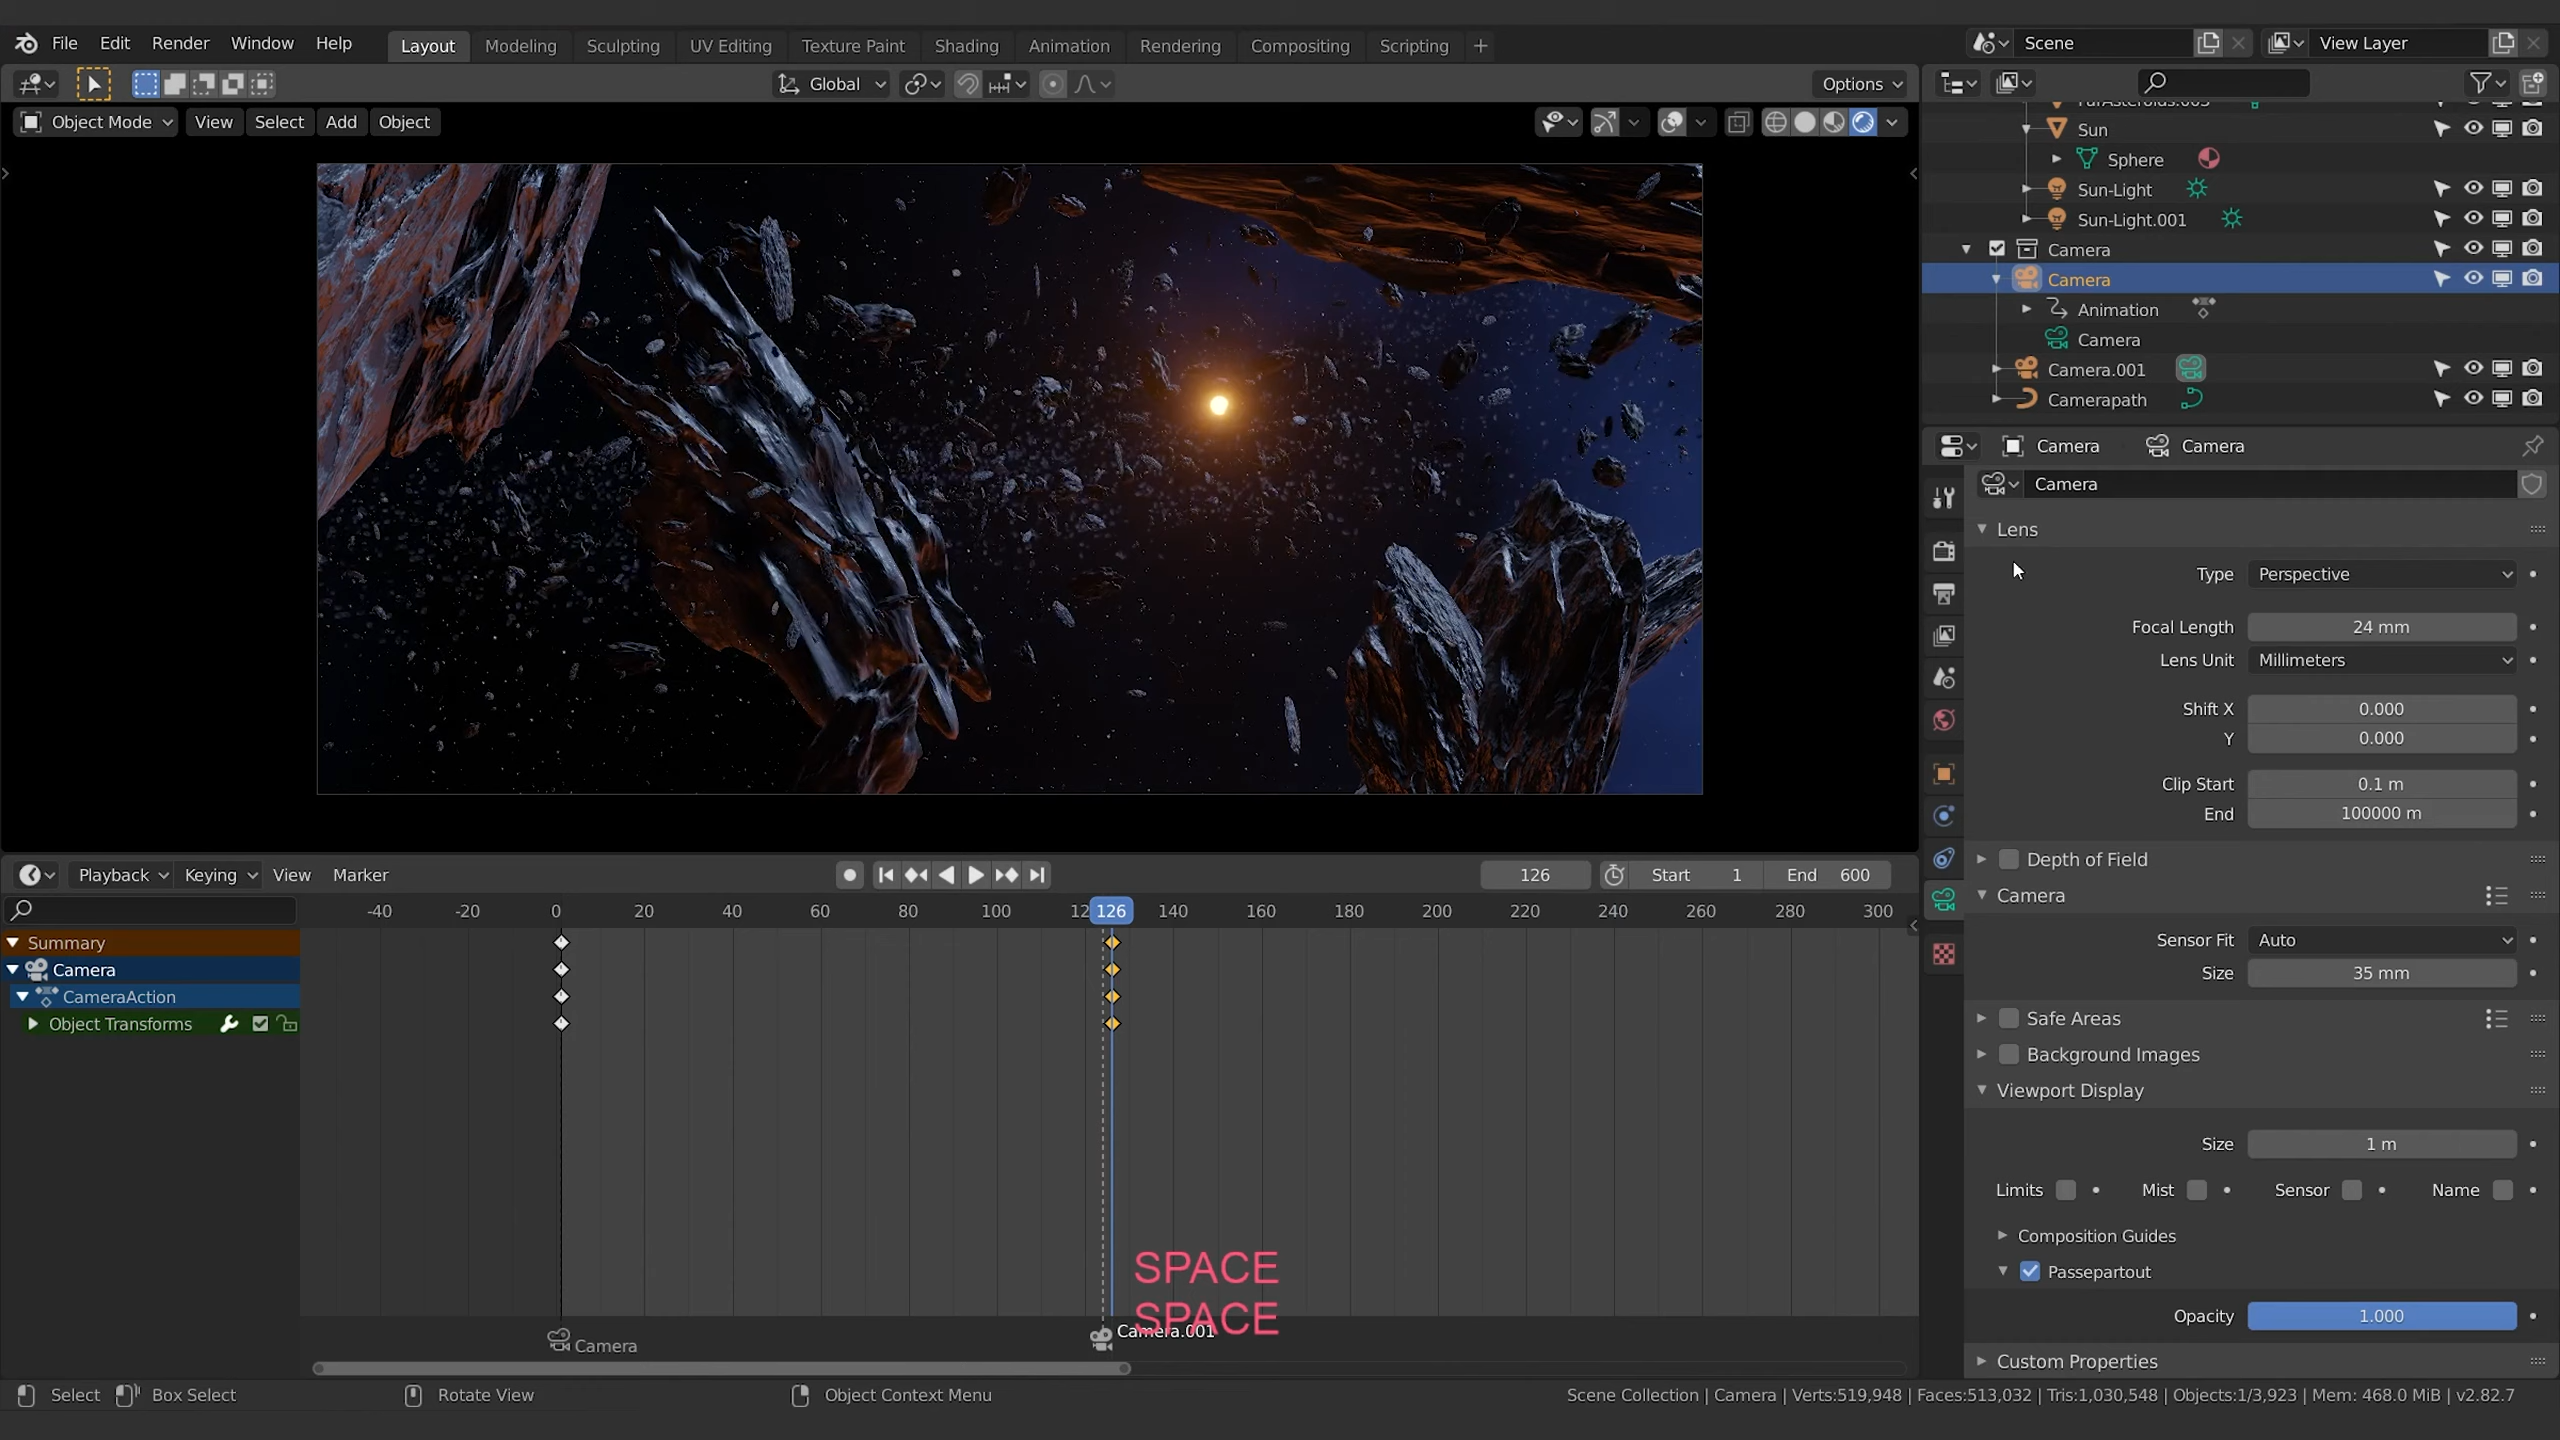 File Edit Render Window Help Layout Modeling Sculpting UV Editing Texture Paint Shading Animation Rendering Compositing Scripting + Scene View Layer
Global Options
Object Mode View Select Add Object
Sun
Sphere
Sun-Light
Sun-Light.001
Camera
Camera
Animation
Camera
Camera.001
Camerapath
Camera Camera
Camera
Lens
Type Perspective
Focal Length 24 mm
Lens Unit Millimeters
Shift X 0.000
Y 0.000
Clip Start 0.1 m
End 100000 m
Depth of Field
Camera
Sensor Fit Auto
Size 35 mm
Safe Areas
Background Images
Viewport Display
Size 1 m
Limits Mist Sensor Name
Composition Guides
Passepartout
Opacity 1.000
Custom Properties
Playback Keying View Marker 126 Start 1 End 600
-40 -20 0 20 40 60 80 100 12 126 140 160 180 200 220 240 260 280 300
Summary
Camera
CameraAction
Object Transforms
SPACE
SPACE
Camera Camera.001
Select Box Select Rotate View Object Context Menu Scene Collection | Camera | Verts:519,948 | Faces:513,032 | Tris:1,030,548 | Objects:1/3,923 | Mem: 468.0 MiB | v2.82.7